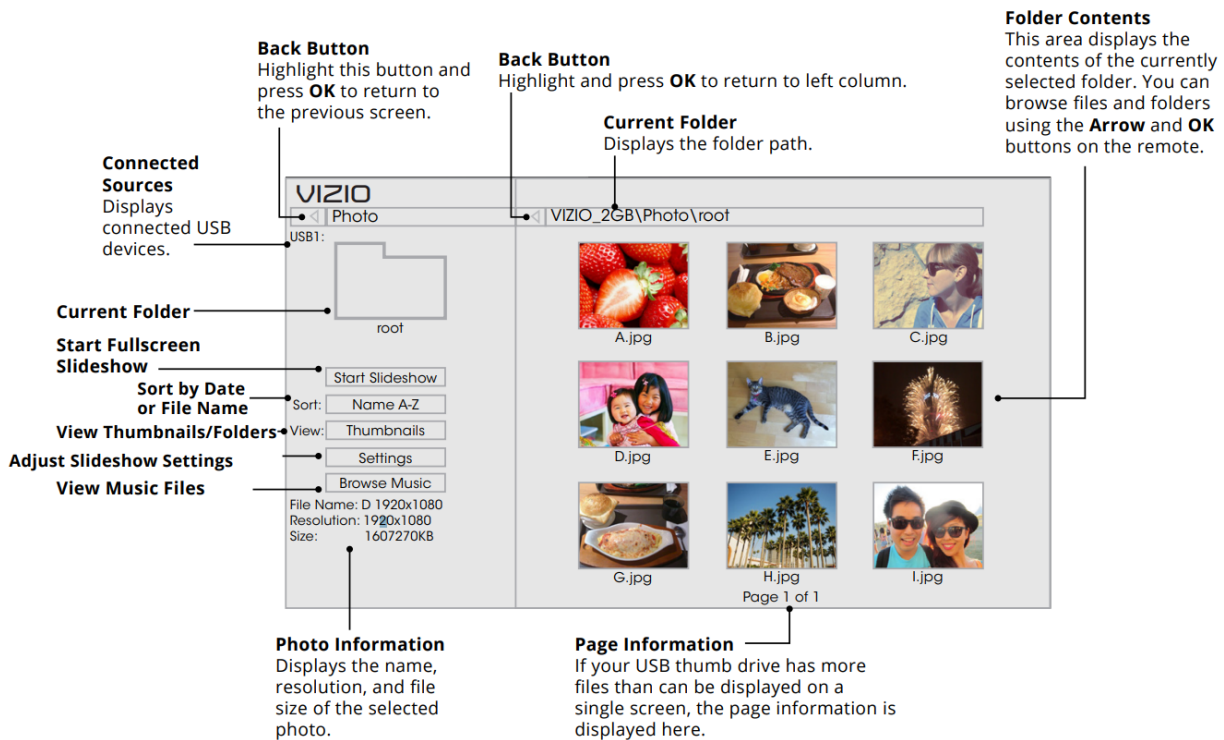 Folder Contents
This area displays the
contents of the currently
selected folder. You can
browse files and folders
using the Arrow and OK
buttons on the remote.
Back Button
Highlight this button and
press OK to return to
the previous screen.
Back Button
Highlight and press OK to return to left column.
Current Folder
Displays the folder path.
Connected
Sources
Displays
connected USB
devices.
VIZIO
Photo
VIZIO_2GB\Photo\root
USB1:
Current Folder
root
Start Fullscreen
Slideshow
Start Slideshow
Sort by Date
or File Name
Sort:
Name A-Z
View Thumbnails/Folders
View:
Thumbnails
Adjust Slideshow Settings
Settings
View Music Files
Browse Music
File Name: D 1920x1080
Resolution: 1920x1080
Size: 1607270KB
A.jpg
B.jpg
C.jpg
D.jpg
E.jpg
F.jpg
G.jpg
H.jpg
I.jpg
Page 1 of 1
Photo Information
Displays the name,
resolution, and file
size of the selected
photo.
Page Information
If your USB thumb drive has more
files than can be displayed on a
single screen, the page information is
displayed here.